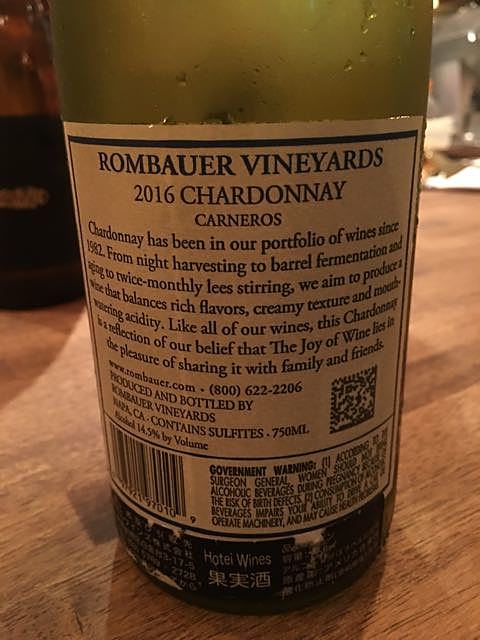 ROMBAUER VINEYARDS
2016 CHARDONNAY
CARNEROS
Chardonnay has been in our portfolio of wines since
1982. From night harvesting to barrel fermentation and
aging to twice-monthly lees stirring, we aim to produce a
wine that balances rich flavors, creamy texture and mouth-
watering acidity. Like all of our wines, this Chardonnay
is a reflection of our belief that The Joy of Wine lies in
the pleasure of sharing it with family and friends.
www.rombauer.com • (800) 622-2206
PRODUCED AND BOTTLED BY
ROMBAUER VINEYARDS
NAPA, CA • CONTAINS SULFITES • 750ML
Alcohol 14.5% by Volume
GOVERNMENT WARNING: (1) ACCORDING TO THE
SURGEON GENERAL, WOMEN SHOULD NOT DRINK
ALCOHOLIC BEVERAGES DURING PREGNANCY BECAUSE OF
THE RISK OF BIRTH DEFECTS. (2) CONSUMPTION OF ALCOHOLIC
BEVERAGES IMPAIRS YOUR ABILITY TO DRIVE A CAR OR
OPERATE MACHINERY, AND MAY CAUSE HEALTH PROBLEMS.
Hotei Wines
果実酒